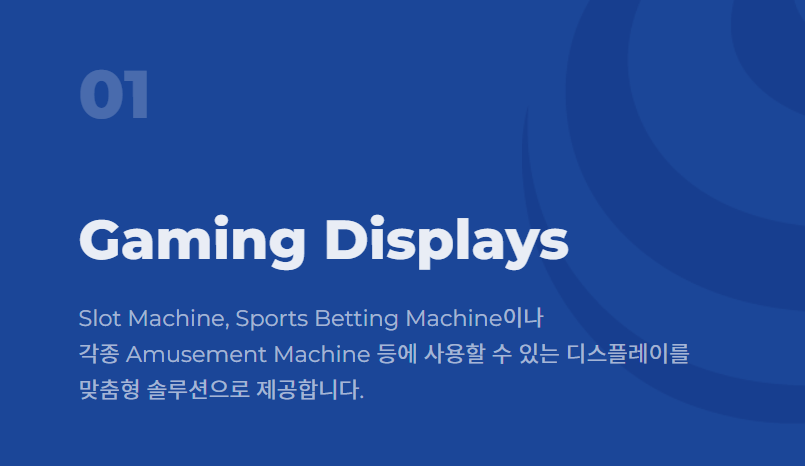 01
Gaming Displays
Slot Machine, Sports Betting Machine이나
각종 Amusement Machine 등에 사용할 수 있는 디스플레이를
맞춤형 솔루션으로 제공합니다.